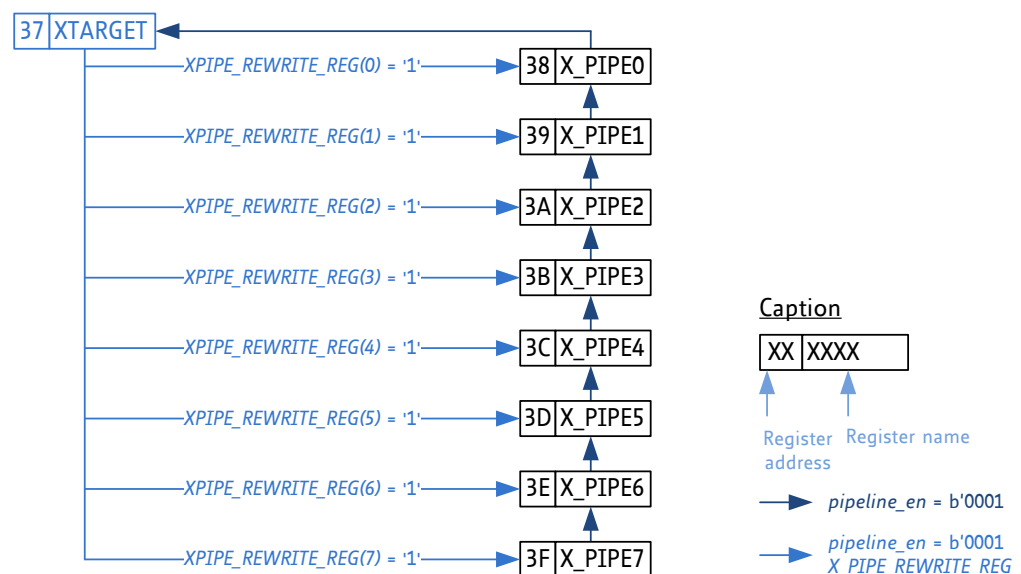 37 XTARGET
XPIPE_REWRITE_REG(0) = '1' 38 X_PIPE0
XPIPE_REWRITE_REG(1) = '1' 39 X_PIPE1
XPIPE_REWRITE_REG(2) = '1' 3A X_PIPE2
XPIPE_REWRITE_REG(3) = '1' 3B X_PIPE3
XPIPE_REWRITE_REG(4) = '1' 3C X_PIPE4
XPIPE_REWRITE_REG(5) = '1' 3D X_PIPE5
XPIPE_REWRITE_REG(6) = '1' 3E X_PIPE6
XPIPE_REWRITE_REG(7) = '1' 3F X_PIPE7
Caption
XX XXXX
Register address
Register name
pipeline_en = b'0001
pipeline_en = b'0001
X_PIPE_REWRITE_REG